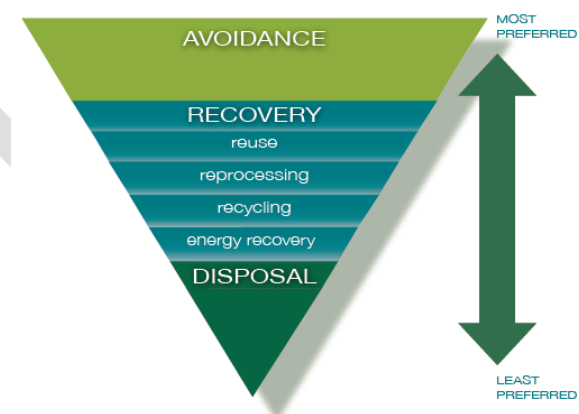 AVOIDANCE
MOST
PREFERRED
RECOVERY
reuse
reprocessing
recycling
energy recovery
DISPOSAL
LEAST
PREFERRED